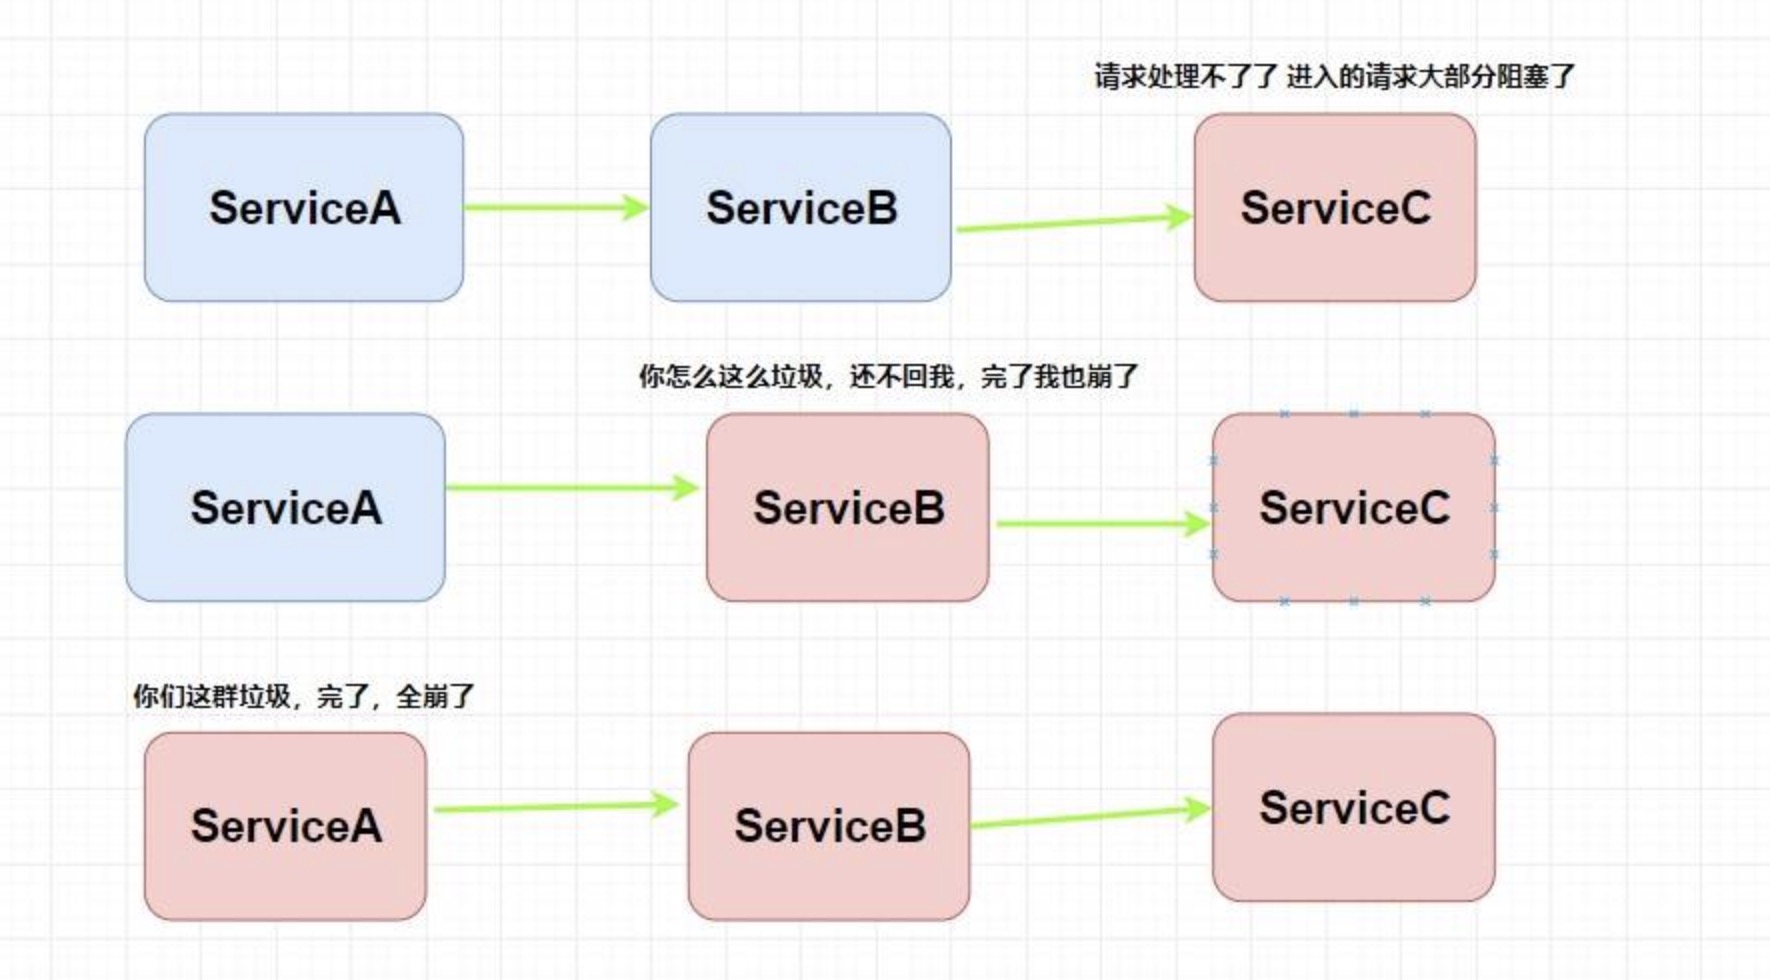 请求处理不了了 进入的请求大部分阻塞了
ServiceA
ServiceB
ServiceC
你怎么这么垃圾，还不回我，完了我也崩了
ServiceA
ServiceB
ServiceC
你们这群垃圾，完了，全崩了
ServiceA
ServiceB
ServiceC